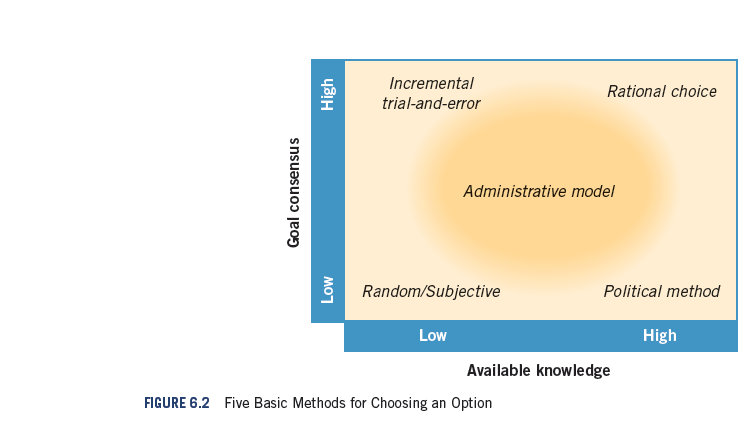 Incremental
trial-and-error
Rational choice
High
Goal consensus
Administrative model
Low
Random/Subjective
Political method
Low
High
Available knowledge
FIGURE 6.2 Five Basic Methods for Choosing an Option